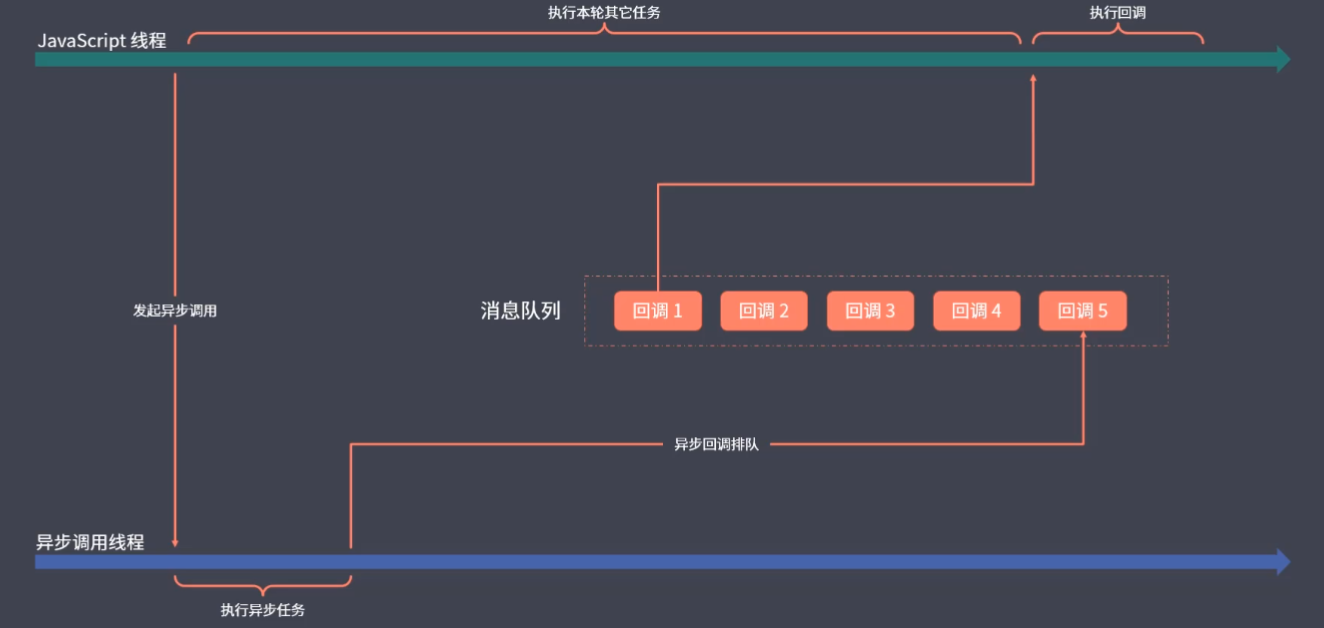 执行本轮其它任务
执行回调
JavaScript 线程
发起异步调用
消息队列
回调 1
回调 2
回调 3
回调 4
回调 5
异步回调排队
异步调用线程
执行异步任务